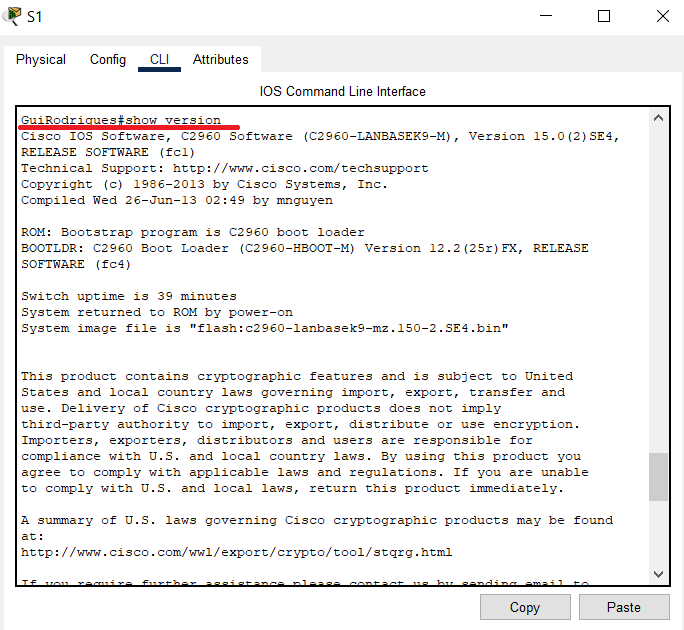 S1
Physical Config CLI Attributes
IOS Command Line Interface
GuiRodrigues#show version
Cisco IOS Software, C2960 Software (C2960-LANBASEK9-M), Version 15.0(2)SE4,
RELEASE SOFTWARE (fc1)
Technical Support: http://www.cisco.com/techsupport
Copyright (c) 1986-2013 by Cisco Systems, Inc.
Compiled Wed 26-Jun-13 02:49 by mnguyen
ROM: Bootstrap program is C2960 boot loader
BOOTLDR: C2960 Boot Loader (C2960-HBOOT-M) Version 12.2(25r)FX, RELEASE
SOFTWARE (fc4)
Switch uptime is 39 minutes
System returned to ROM by power-on
System image file is "flash:c2960-lanbasek9-mz.150-2.SE4.bin"
This product contains cryptographic features and is subject to United
States and local country laws governing import, export, transfer and
use. Delivery of Cisco cryptographic products does not imply
third-party authority to import, export, distribute or use encryption.
Importers, exporters, distributors and users are responsible for
compliance with U.S. and local country laws. By using this product you
agree to comply with applicable laws and regulations. If you are unable
to comply with U.S. and local laws, return this product immediately.
A summary of U.S. laws governing Cisco cryptographic products may be found
at:
http://www.cisco.com/wwl/export/crypto/tool/stqrg.html
If you require further assistance please contact us by sending email to
Copy Paste